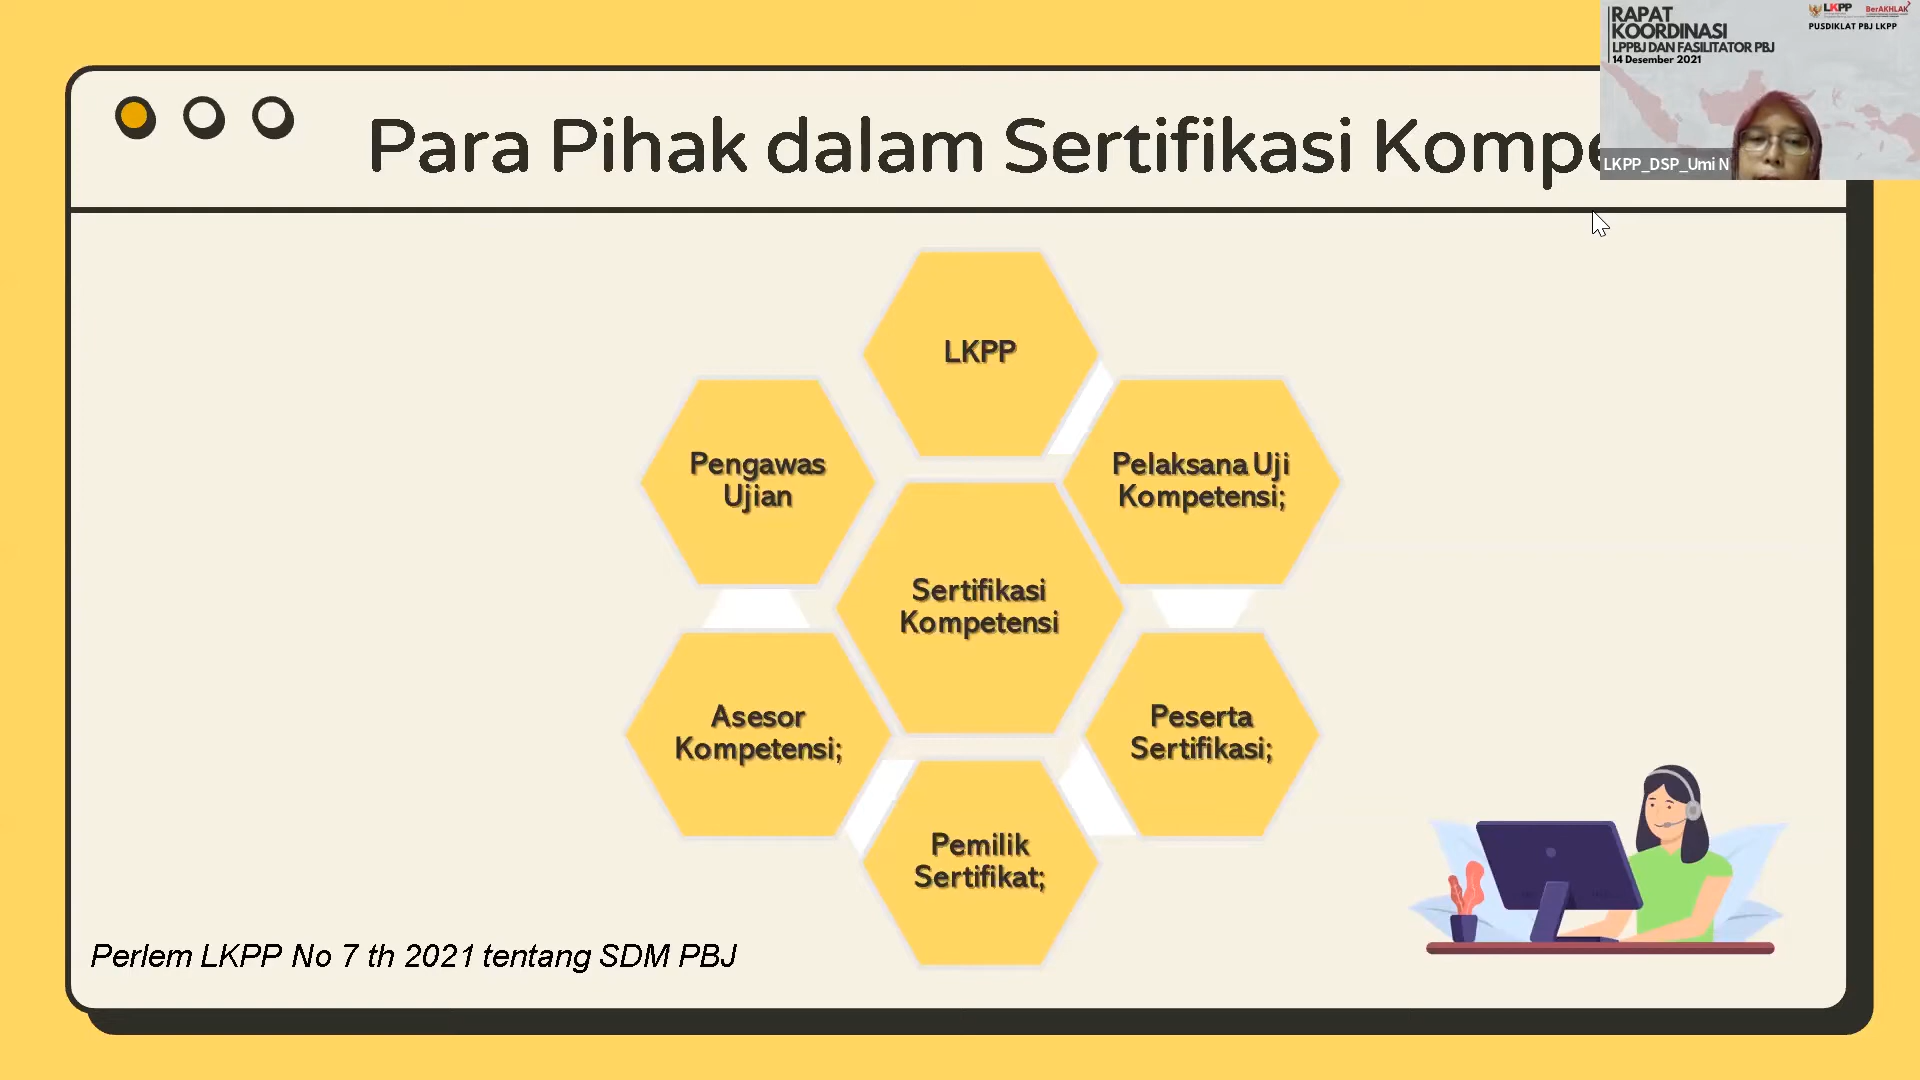 RAPAT
KOORDINASI
LPPBJ DAN FASILITATOR PBJ
14 Desember 2021
LKPP
BerAKHLAK
PUSDIKLAT PBJ LKPP
LKPP_DSP_Umi N
Para Pihak dalam Sertifikasi Kompe
LKPP
Pengawas
Ujian
Pelaksana Uji
Kompetensi;
Sertifikasi
Kompetensi
Asesor
Kompetensi;
Peserta
Sertifikasi;
Pemilik
Sertifikat;
Perlem LKPP No 7 th 2021 tentang SDM PBJ